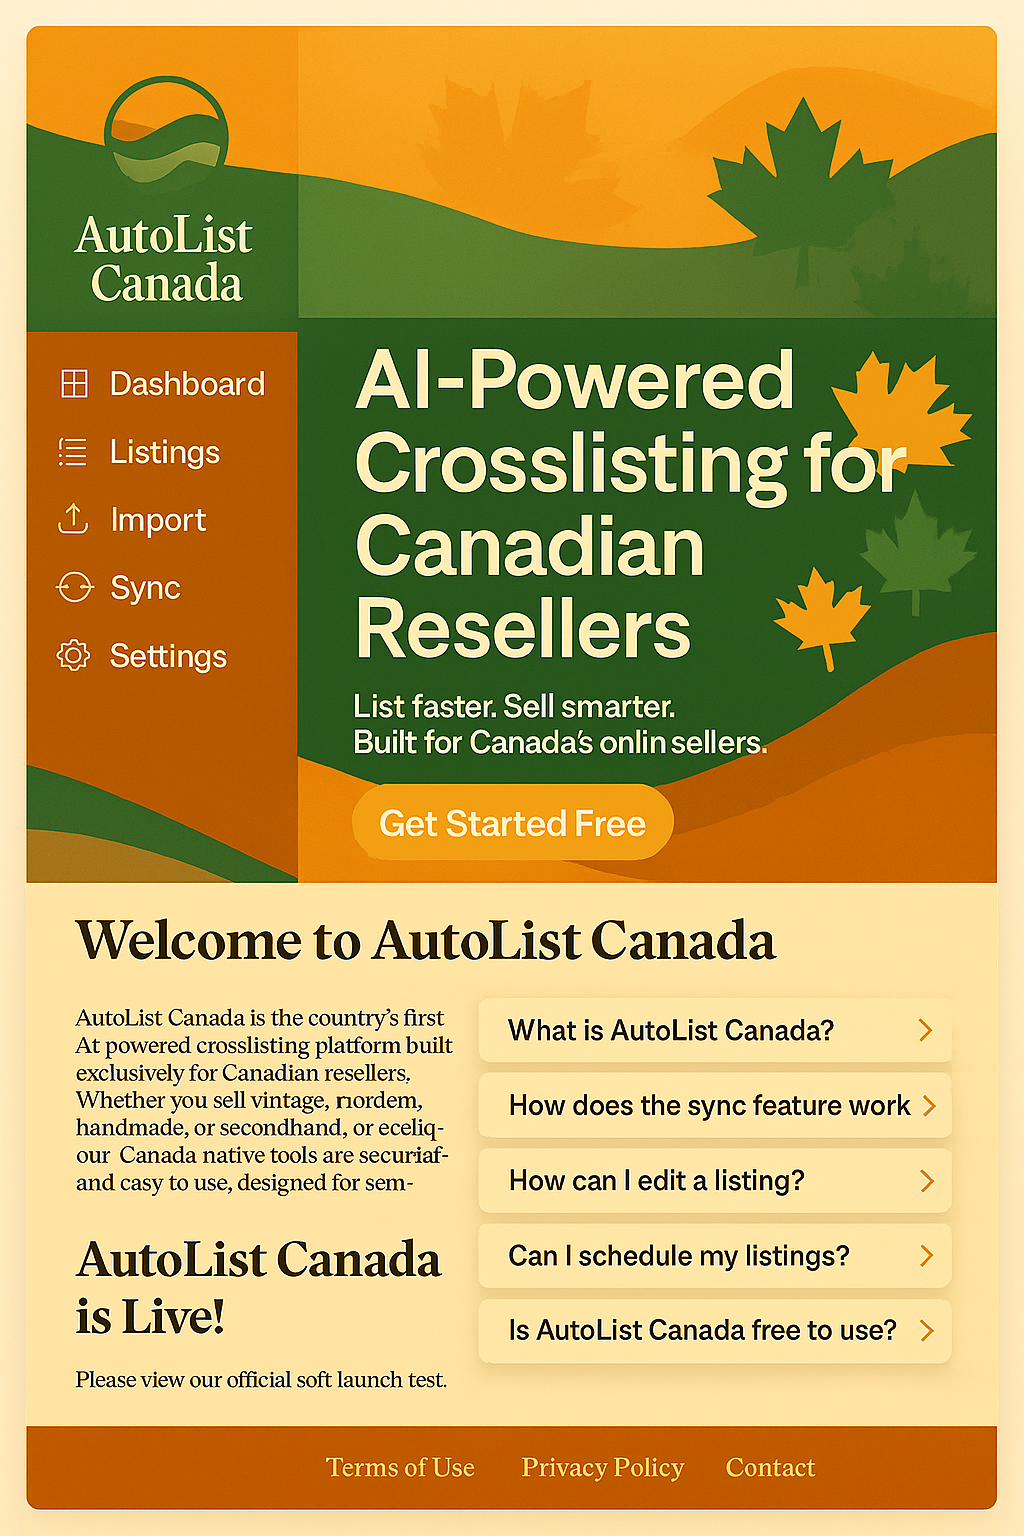 AutoList
Canada
Dashboard
Listings
Import
Sync
Settings
AI-Powered
Crosslisting for
Canadian
Resellers
List faster. Sell smarter.
Built for Canada's onlin sellers.
Get Started Free
Welcome to AutoList Canada
AutoList Canada is the country's first
At powered crosslisting platform built
exclusively for Canadian resellers,
Whether you sell vintage, rnordem,
handmade, or secondhand, or eceliq-
our Canada native tools are securiaf-
and casy to use, designed for sem-
AutoList Canada
is Live!
Please view our official soft launch test.
What is AutoList Canada?
How does the sync feature work
How can I edit a listing?
Can I schedule my listings?
Is AutoList Canada free to use?
Terms of Use Privacy Policy Contact